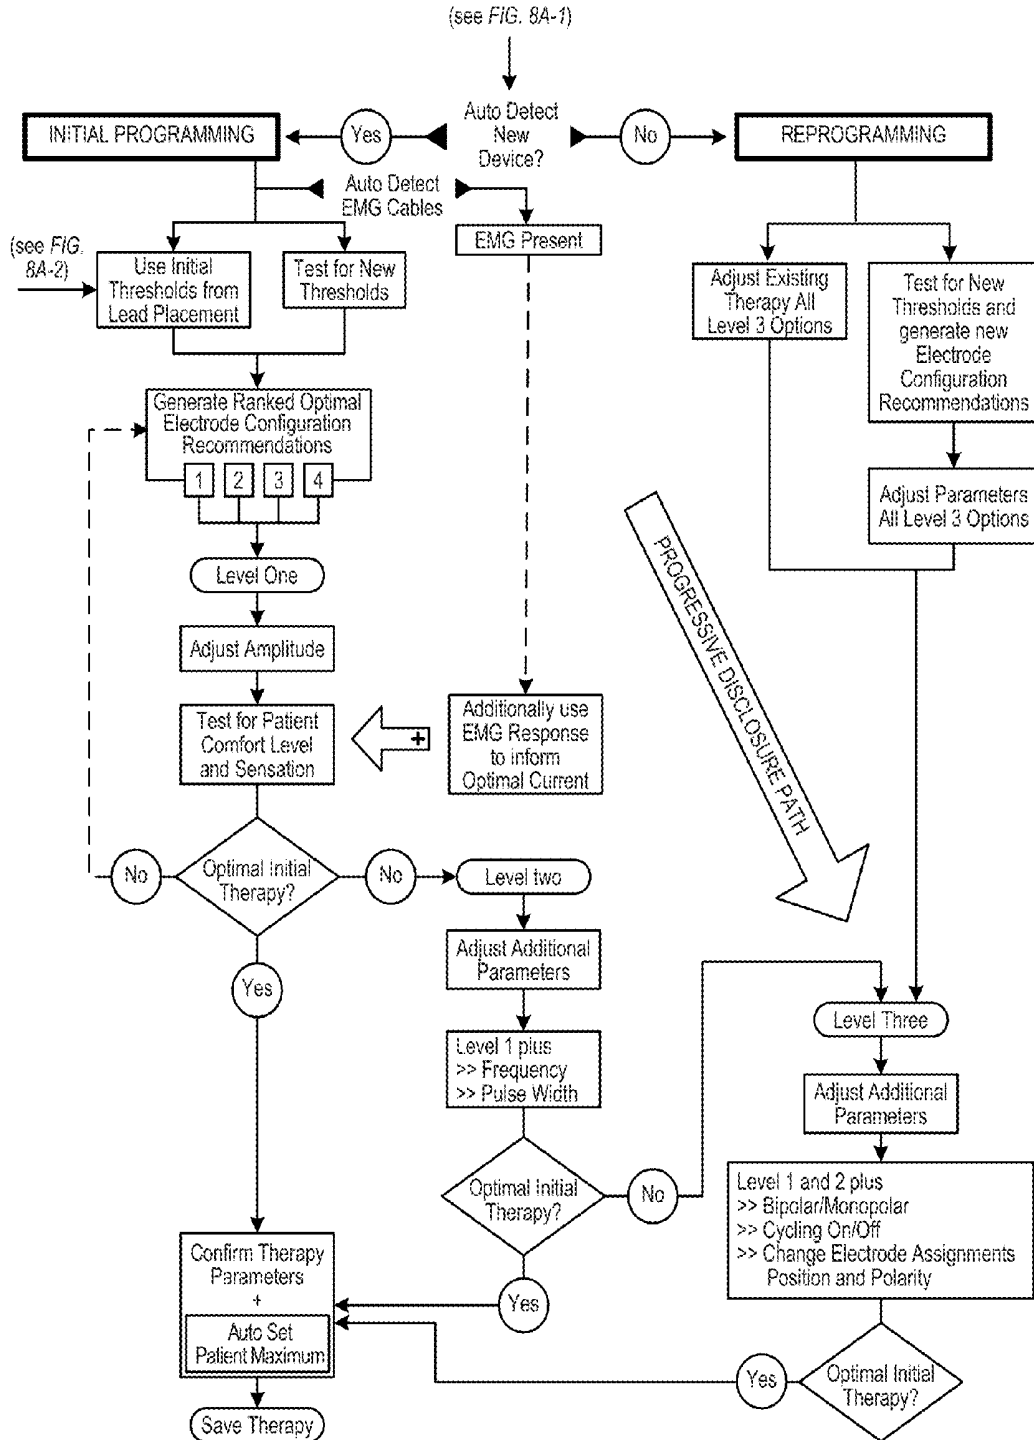 (see FIG. 8A-1)
Auto Detect
New
Device?
INITIAL PROGRAMMING
Yes
No
REPROGRAMMING
Auto Detect
EMG Cables
EMG Present
(see FIG.
8A-2)
Use Initial
Thresholds from
Lead Placement
Test for New
Thresholds
Adjust Existing
Therapy All
Level 3 Options
Test for New
Thresholds and
generate new
Electrode
Configuration
Recommendations
Generate Ranked Optimal
Electrode Configuration
Recommendations
1 2 3 4
Adjust Parameters
All Level 3 Options
Level One
Adjust Amplitude
Test for Patient
Comfort Level
and Sensation
+
Additionally use
EMG Response
to inform
Optimal Current
PROGRESSIVE DISCLOSURE PATH
No
Optimal Initial
Therapy?
No
Level two
Yes
Adjust Additional
Parameters
Level 1 plus
>> Frequency
>> Pulse Width
Level Three
Adjust Additional
Parameters
Optimal Initial
Therapy?
No
Level 1 and 2 plus
>> Bipolar/Monopolar
>> Cycling On/Off
>> Change Electrode Assignments
Position and Polarity
Yes
Confirm Therapy
Parameters
+
Auto Set
Patient Maximum
Yes
Optimal Initial
Therapy?
Save Therapy